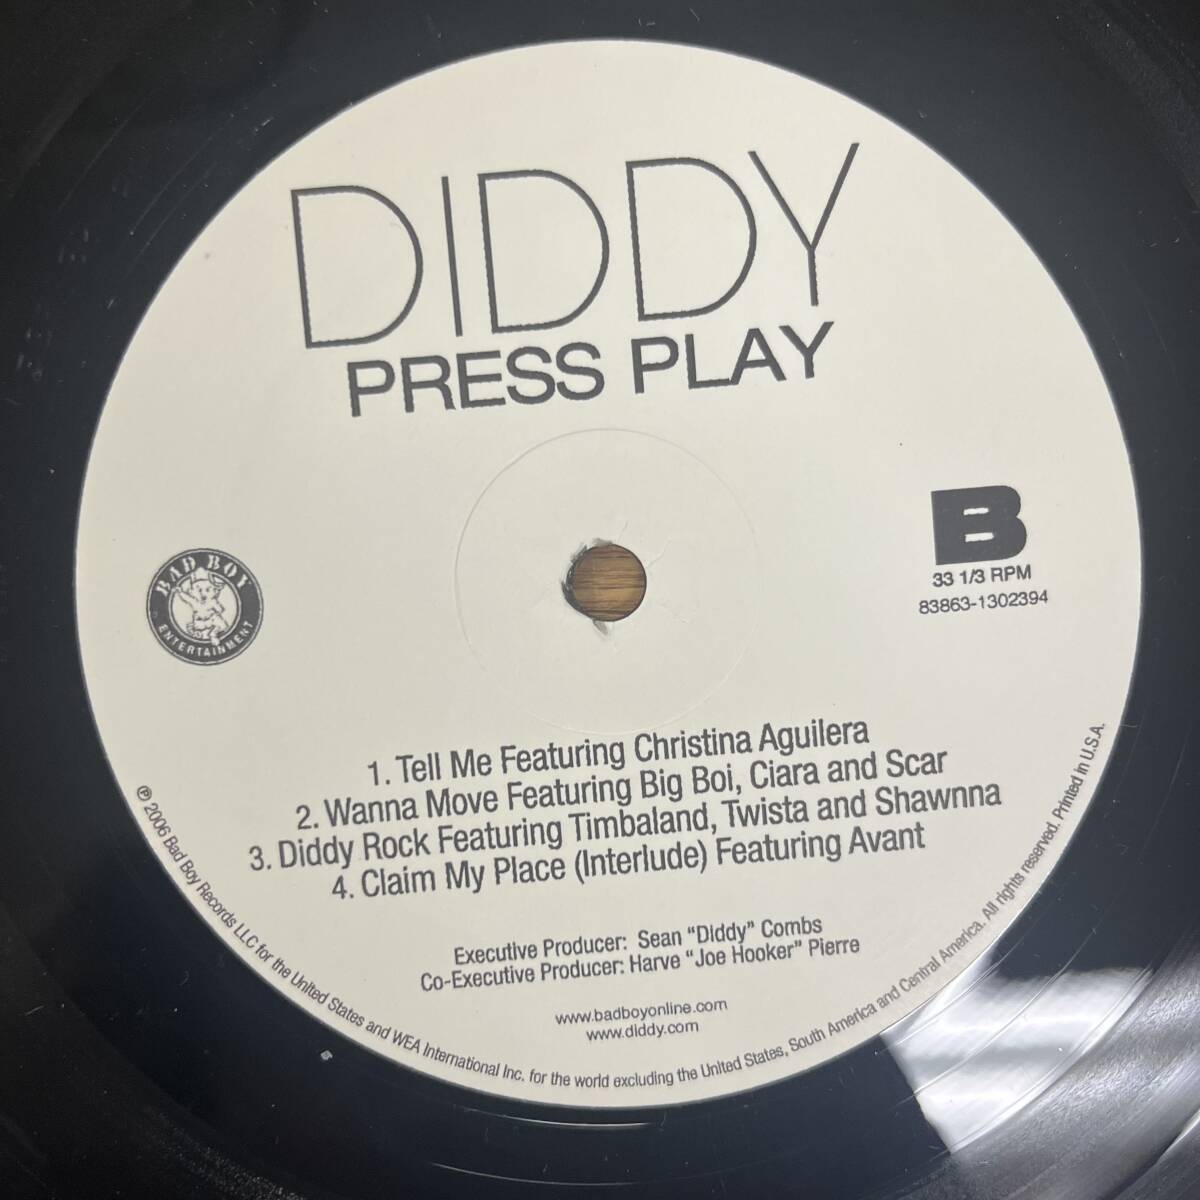 DIDDY
PRESS PLAY
BAD BOY
ENTERTAINMENT
B
33 1/3 RPM
83863-1302394
1. Tell Me Featuring Christina Aguilera
2. Wanna Move Featuring Big Boi, Ciara and Scar
3. Diddy Rock Featuring Timbaland, Twista and Shawnna
4. Claim My Place (Interlude) Featuring Avant
Executive Producer: Sean “Diddy” Combs
Co-Executive Producer: Harve “Joe Hooker” Pierre
www.badboyonline.com
www.diddy.com
℗ 2006 Bad Boy Records LLC for the United States and WEA International Inc. for the world excluding the United States, South America and Central America. All rights reserved. Printed in U.S.A.